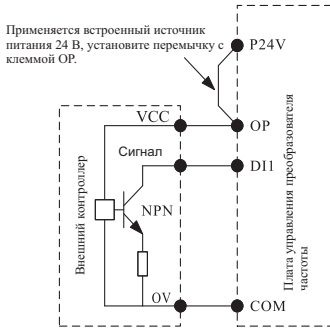 Применяется встроенный источник
питания 24 В, установите перемычку с
клеммой OP.
P24V
VCC
OP
Сигнал
DI1
NPN
Внешний контроллер
Плата управления преобразователя
частоты
0V
COM